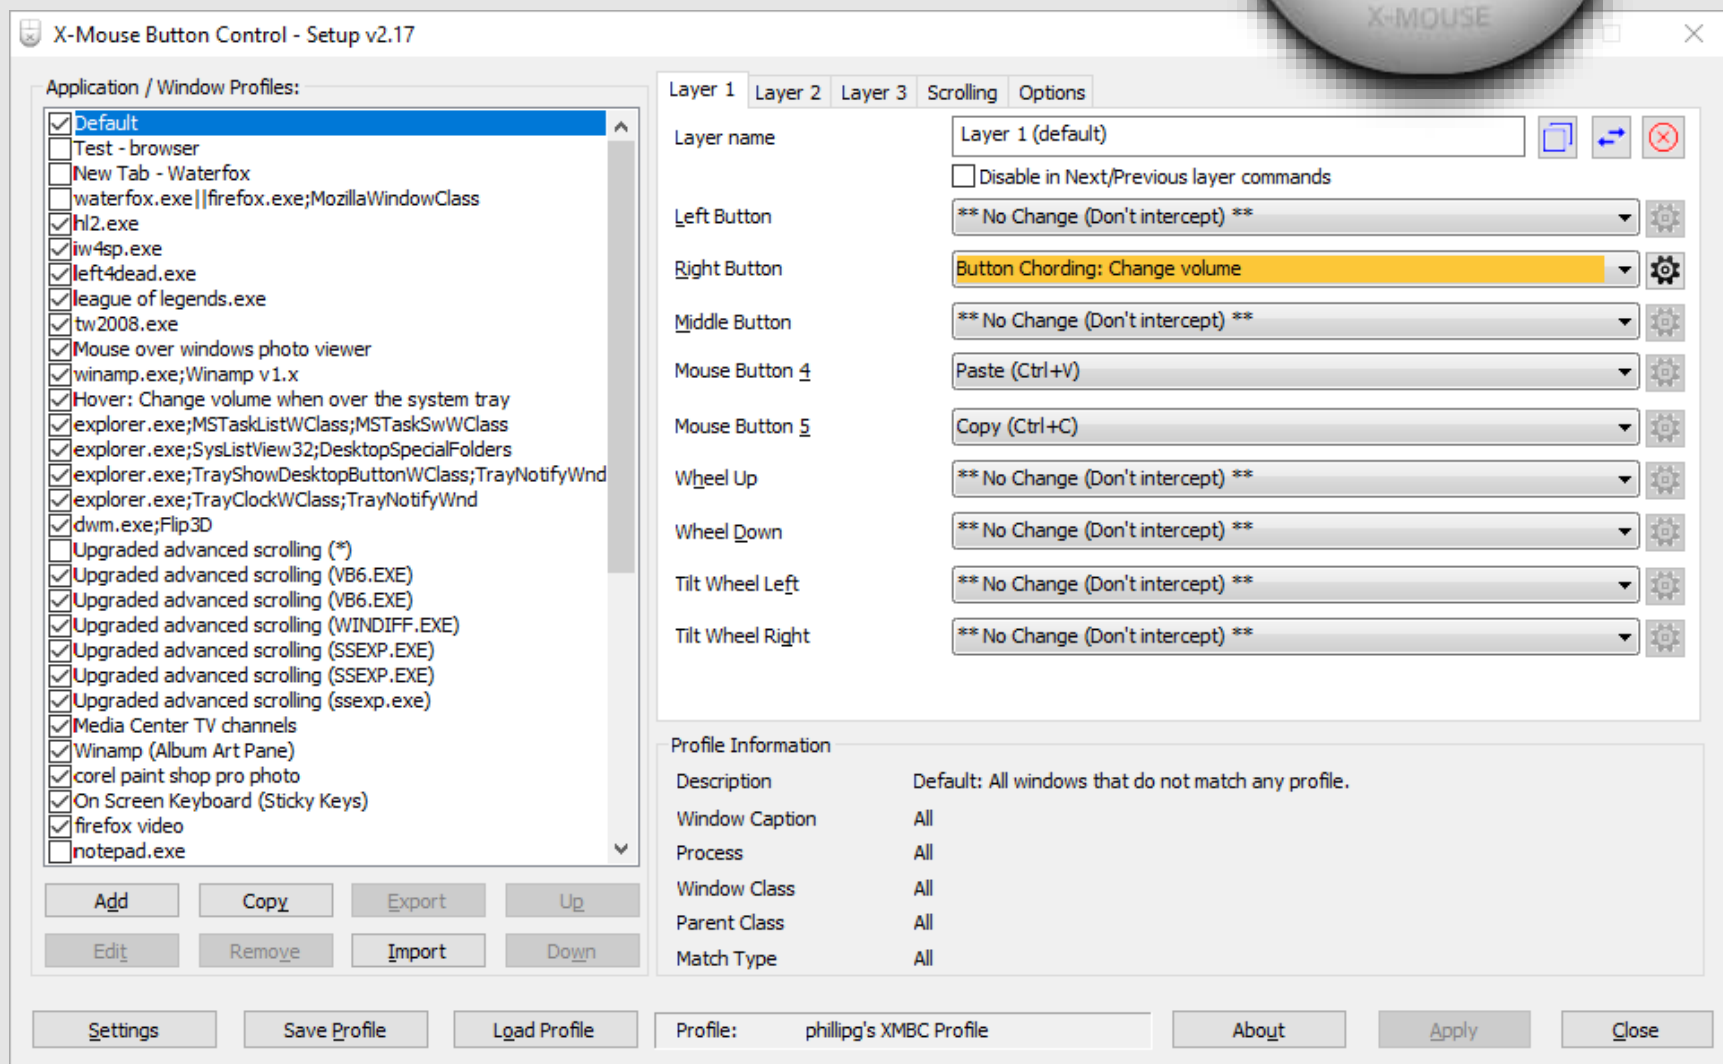 X-MOUSE
X-Mouse Button Control - Setup v2.17
Application / Window Profiles:
Default
Test - browser
New Tab - Waterfox
waterfox.exe||firefox.exe;MozillaWindowClass
hl2.exe
iw4sp.exe
left4dead.exe
league of legends.exe
tw2008.exe
Mouse over windows photo viewer
winamp.exe;Winamp v1.x
Hover: Change volume when over the system tray
explorer.exe;MSTaskListWClass;MSTaskSwWClass
explorer.exe;SysListView32;DesktopSpecialFolders
explorer.exe;TrayShowDesktopButtonWClass;TrayNotifyWnd
explorer.exe;TrayClockWClass;TrayNotifyWnd
dwm.exe;Flip3D
Upgraded advanced scrolling (*)
Upgraded advanced scrolling (VB6.EXE)
Upgraded advanced scrolling (VB6.EXE)
Upgraded advanced scrolling (WINDIFF.EXE)
Upgraded advanced scrolling (SSEXP.EXE)
Upgraded advanced scrolling (SSEXP.EXE)
Upgraded advanced scrolling (ssexp.exe)
Media Center TV channels
Winamp (Album Art Pane)
corel paint shop pro photo
On Screen Keyboard (Sticky Keys)
firefox video
notepad.exe
Add Copy Export Up
Edit Remove Import Down
Layer 1 Layer 2 Layer 3 Scrolling Options
Layer name Layer 1 (default)
Disable in Next/Previous layer commands
Left Button ** No Change (Don't intercept) **
Right Button Button Chording: Change volume
Middle Button ** No Change (Don't intercept) **
Mouse Button 4 Paste (Ctrl+V)
Mouse Button 5 Copy (Ctrl+C)
Wheel Up ** No Change (Don't intercept) **
Wheel Down ** No Change (Don't intercept) **
Tilt Wheel Left ** No Change (Don't intercept) **
Tilt Wheel Right ** No Change (Don't intercept) **
Profile Information
Description Default: All windows that do not match any profile.
Window Caption All
Process All
Window Class All
Parent Class All
Match Type All
Settings Save Profile Load Profile Profile: phillipg's XMBC Profile About Apply Close